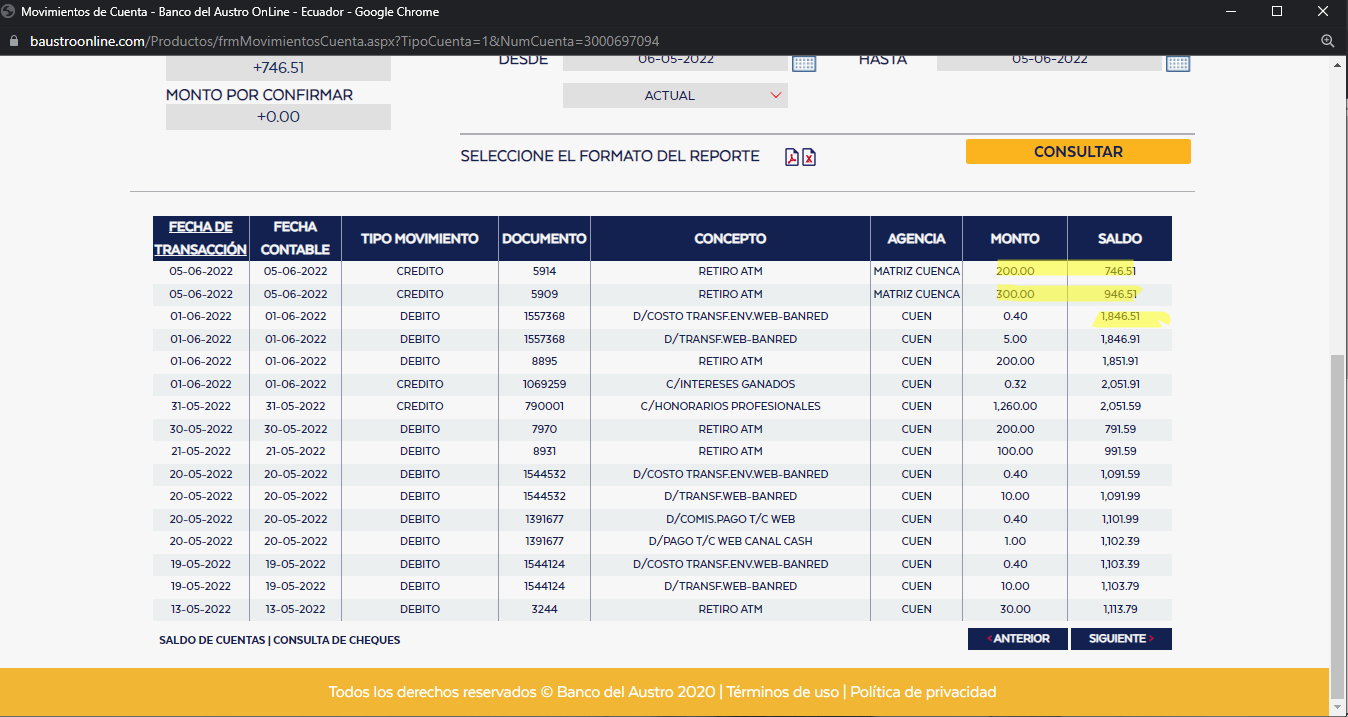 Movimientos de Cuenta - Banco del Austro OnLine - Ecuador - Google Chrome
baustroonline.com/Productos/frmMovimientosCuenta.aspx?TipoCuenta=1&NumCuenta=3000697094
+746.51 DESDE 06-05-2022 HASTA 05-06-2022
MONTO POR CONFIRMAR ACTUAL
+0.00
SELECCIONE EL FORMATO DEL REPORTE CONSULTAR
FECHA DE TRANSACCIÓN FECHA CONTABLE TIPO MOVIMIENTO DOCUMENTO CONCEPTO AGENCIA MONTO SALDO
05-06-2022 05-06-2022 CREDITO 5914 RETIRO ATM MATRIZ CUENCA 200.00 746.51
05-06-2022 05-06-2022 CREDITO 5909 RETIRO ATM MATRIZ CUENCA 300.00 946.51
01-06-2022 01-06-2022 DEBITO 1557368 D/COSTO TRANSF.ENV.WEB-BANRED CUEN 0.40 1,846.51
01-06-2022 01-06-2022 DEBITO 1557368 D/TRANSF.WEB-BANRED CUEN 5.00 1,846.91
01-06-2022 01-06-2022 DEBITO 8895 RETIRO ATM CUEN 200.00 1,851.91
01-06-2022 01-06-2022 CREDITO 1069259 C/INTERESES GANADOS CUEN 0.32 2,051.91
31-05-2022 31-05-2022 CREDITO 790001 C/HONORARIOS PROFESIONALES CUEN 1,260.00 2,051.59
30-05-2022 30-05-2022 DEBITO 7970 RETIRO ATM CUEN 200.00 791.59
21-05-2022 21-05-2022 DEBITO 8931 RETIRO ATM CUEN 100.00 991.59
20-05-2022 20-05-2022 DEBITO 1544532 D/COSTO TRANSF.ENV.WEB-BANRED CUEN 0.40 1,091.59
20-05-2022 20-05-2022 DEBITO 1544532 D/TRANSF.WEB-BANRED CUEN 10.00 1,091.99
20-05-2022 20-05-2022 DEBITO 1391677 D/COMIS.PAGO T/C WEB CUEN 0.40 1,101.99
20-05-2022 20-05-2022 DEBITO 1391677 D/PAGO T/C WEB CANAL CASH CUEN 1.00 1,102.39
19-05-2022 19-05-2022 DEBITO 1544124 D/COSTO TRANSF.ENV.WEB-BANRED CUEN 0.40 1,103.39
19-05-2022 19-05-2022 DEBITO 1544124 D/TRANSF.WEB-BANRED CUEN 10.00 1,103.79
13-05-2022 13-05-2022 DEBITO 3244 RETIRO ATM CUEN 30.00 1,113.79
SALDO DE CUENTAS | CONSULTA DE CHEQUES < ANTERIOR SIGUIENTE >
Todos los derechos reservados © Banco del Austro 2020 | Términos de uso | Política de privacidad